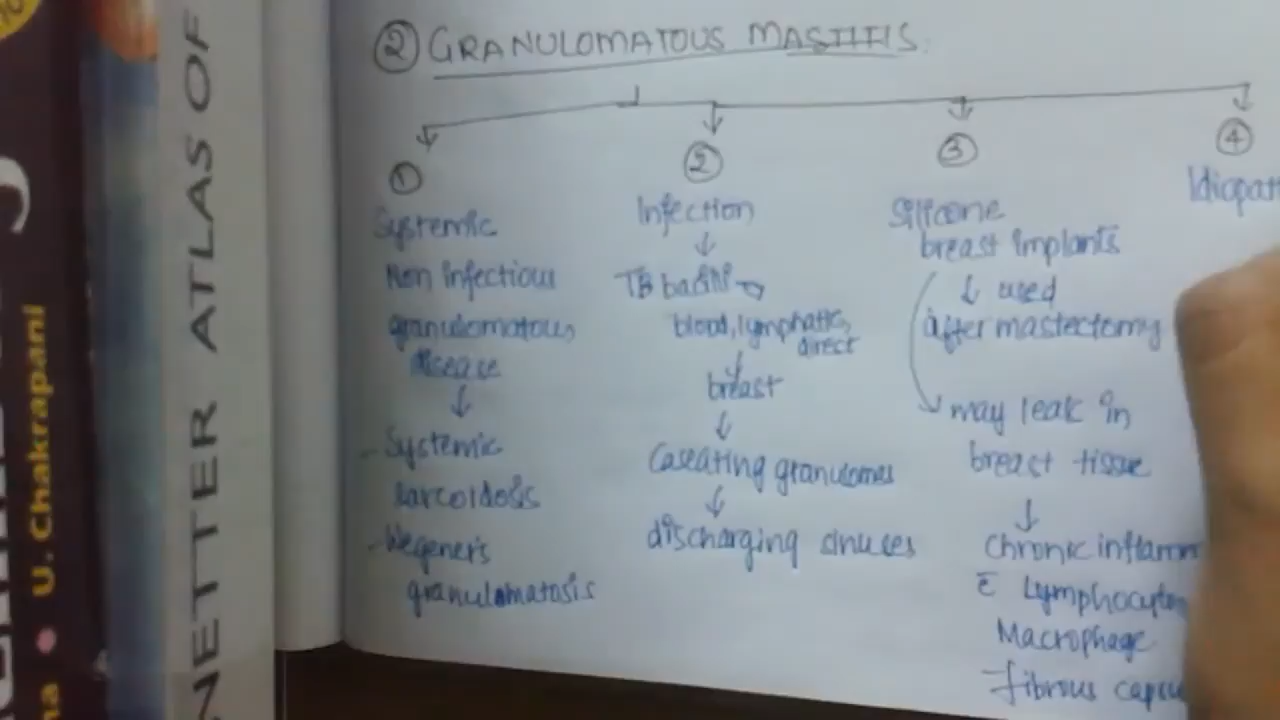 ② GRANULOMATOUS MASTITIS
①
Systemic
Non infectious
granulomatous
disease
- Systemic
sarcoidosis
- Wegener's
granulomatosis
②
Infection
TB bacilli
blood, lymphatic,
direct
breast
Caseating granulomas
discharging sinuses
③
Silicone
breast implants
used
after mastectomy
may leak in
breast tissue
Chronic inflamm
c̄ Lymphocytes
Macrophage
fibrous capsu
④
Idiopat
NETTER ATLAS OF
U. Chakrapani